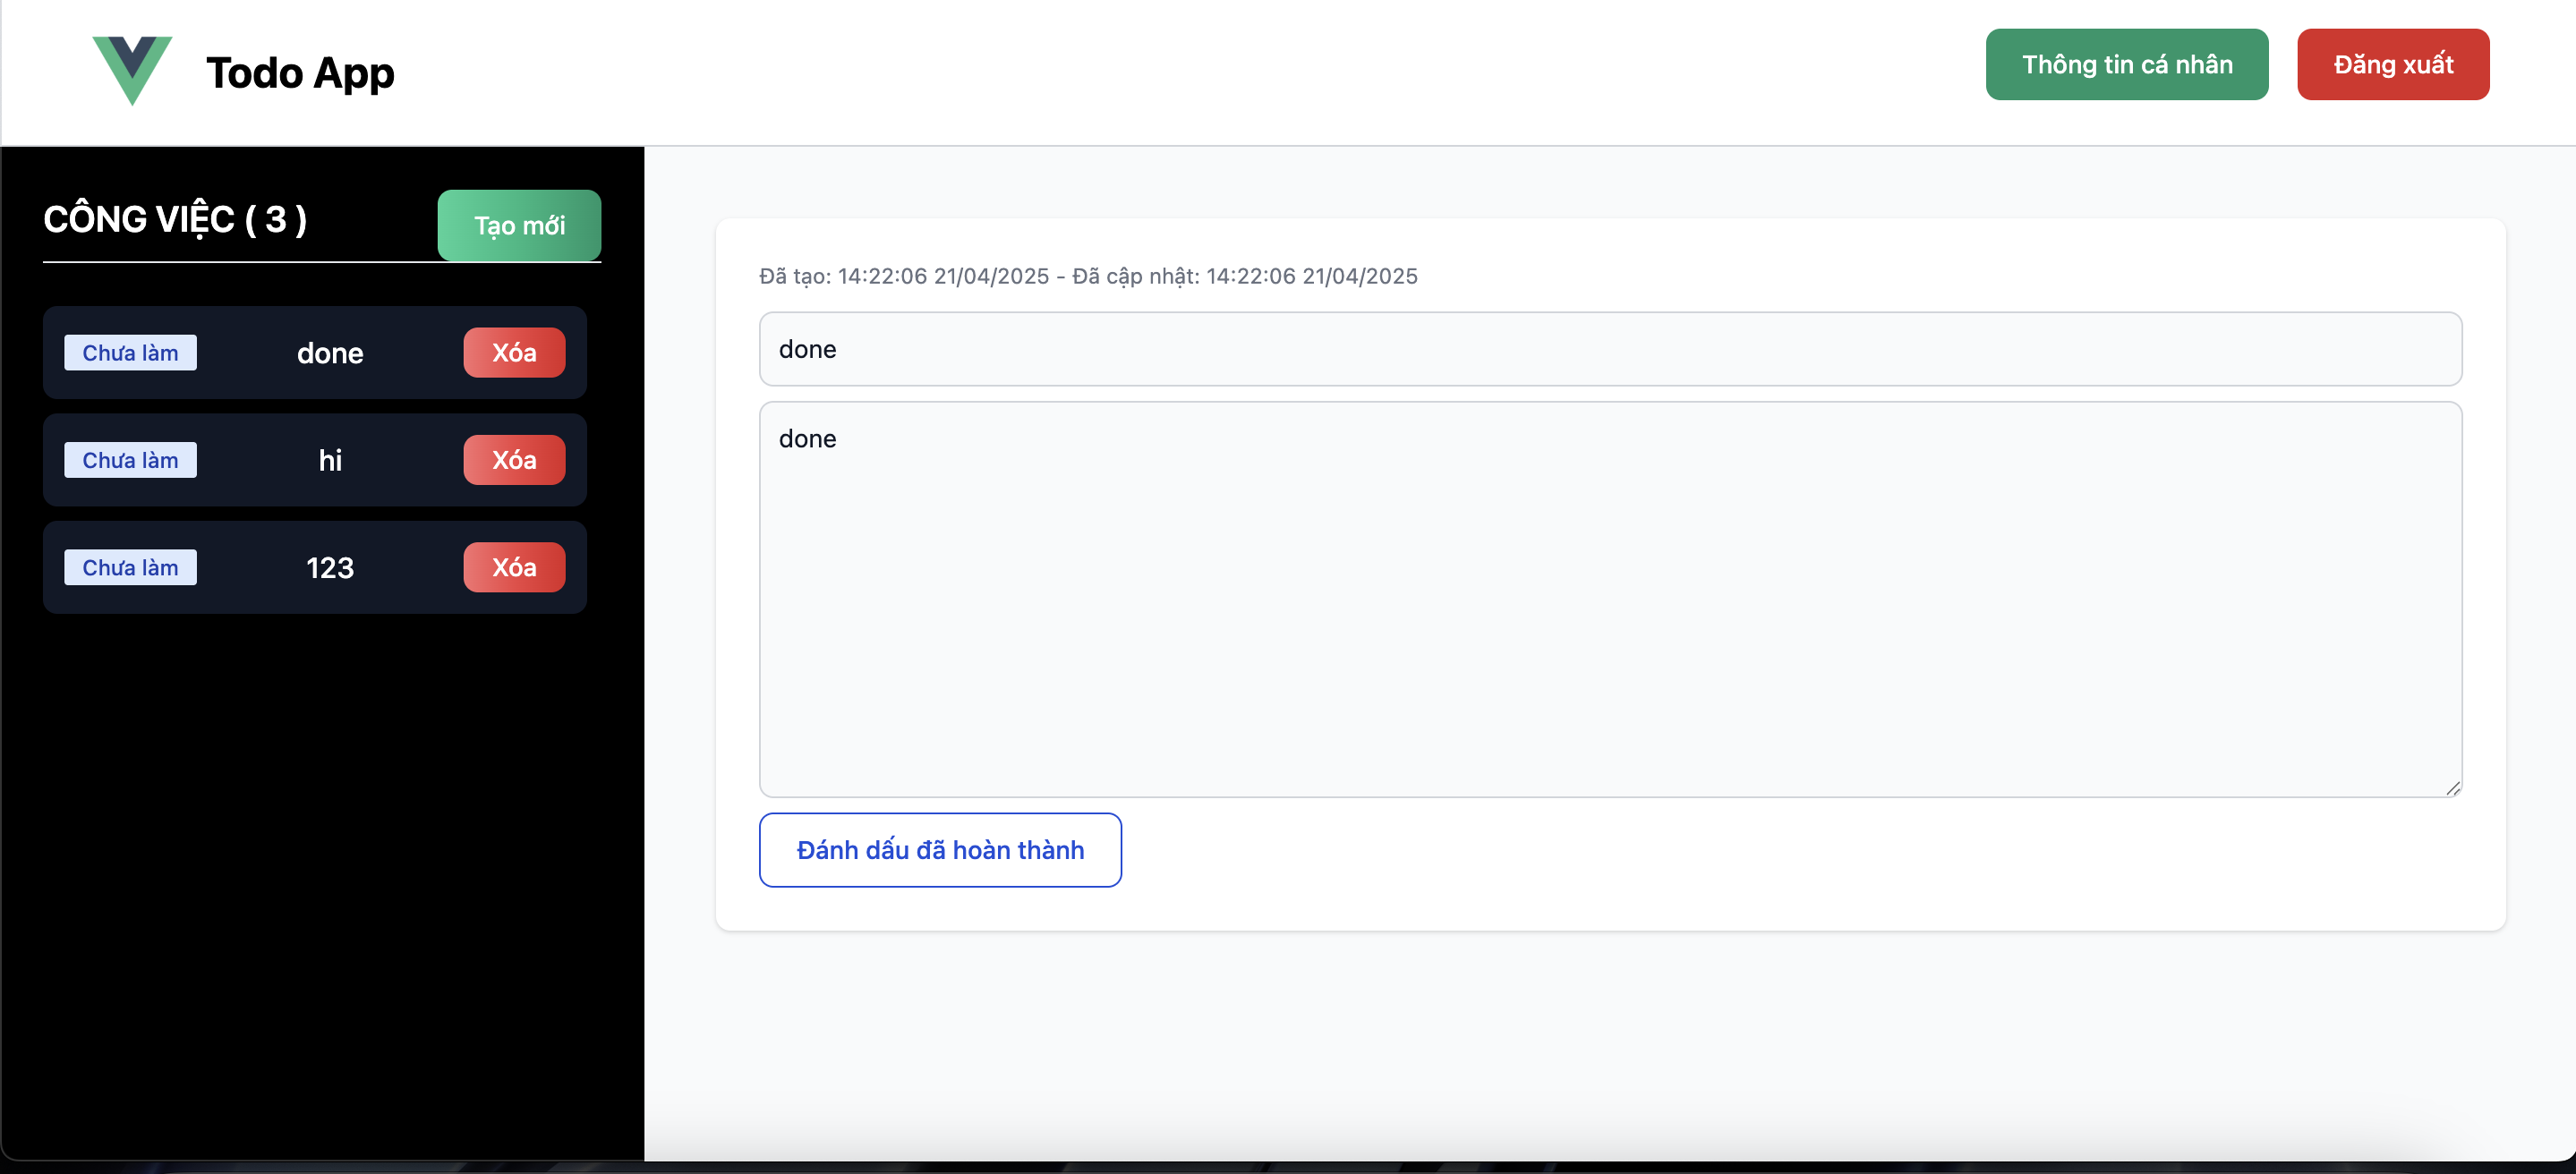 Todo App
Thông tin cá nhân
Đăng xuất
CÔNG VIỆC ( 3 )
Tạo mới
Chưa làm done Xóa
Chưa làm hi Xóa
Chưa làm 123 Xóa
Đã tạo: 14:22:06 21/04/2025 - Đã cập nhật: 14:22:06 21/04/2025
done
done
Đánh dấu đã hoàn thành